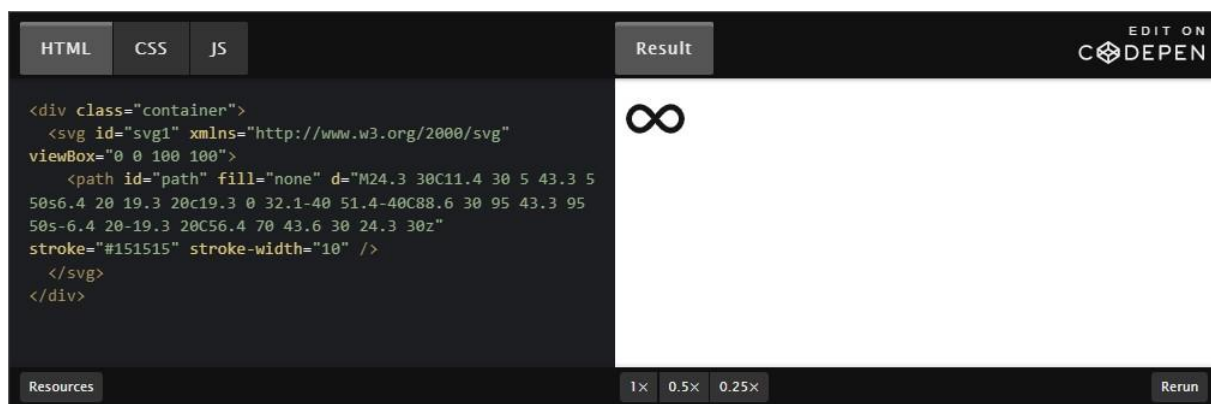 HTML CSS JS
Result
EDIT ON
CODEPEN
<div class="container">
  <svg id="svg1" xmlns="http://www.w3.org/2000/svg"
viewBox="0 0 100 100">
    <path id="path" fill="none" d="M24.3 30C11.4 30 5 43.3 5
50s6.4 20 19.3 20c19.3 0 32.1-40 51.4-40C88.6 30 95 43.3 95
50s-6.4 20-19.3 20C56.4 70 43.6 30 24.3 30z"
stroke="#151515" stroke-width="10" />
  </svg>
</div>
Resources
1× 0.5× 0.25×
Rerun